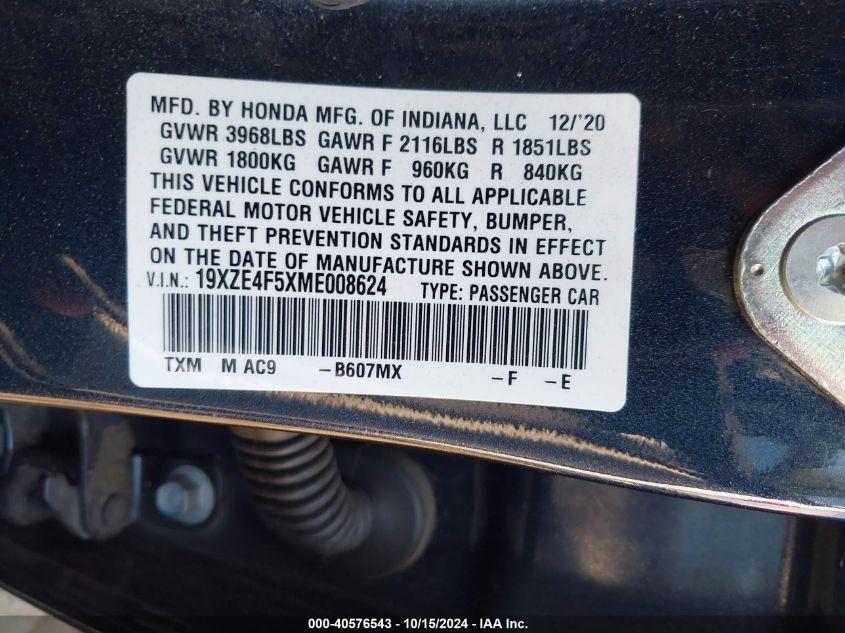 MFD. BY HONDA MFG. OF INDIANA, LLC 12/'20
GVWR 3968LBS GAWR F 2116LBS R 1851LBS
GVWR 1800KG GAWR F 960KG R 840KG
THIS VEHICLE CONFORMS TO ALL APPLICABLE
FEDERAL MOTOR VEHICLE SAFETY, BUMPER,
AND THEFT PREVENTION STANDARDS IN EFFECT
ON THE DATE OF MANUFACTURE SHOWN ABOVE.
V.I.N.: 19XZE4F5XME008624 TYPE: PASSENGER CAR
TXM M AC9 -B607MX -F -E
000-40576543 - 10/15/2024 - © IAA Inc.